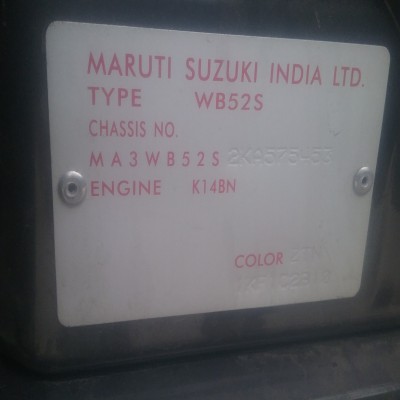 MARUTI SUZUKI INDIA LTD.
TYPE WB52S
CHASSIS NO.
MA3WB52S
ENGINE K14BN
COLOR